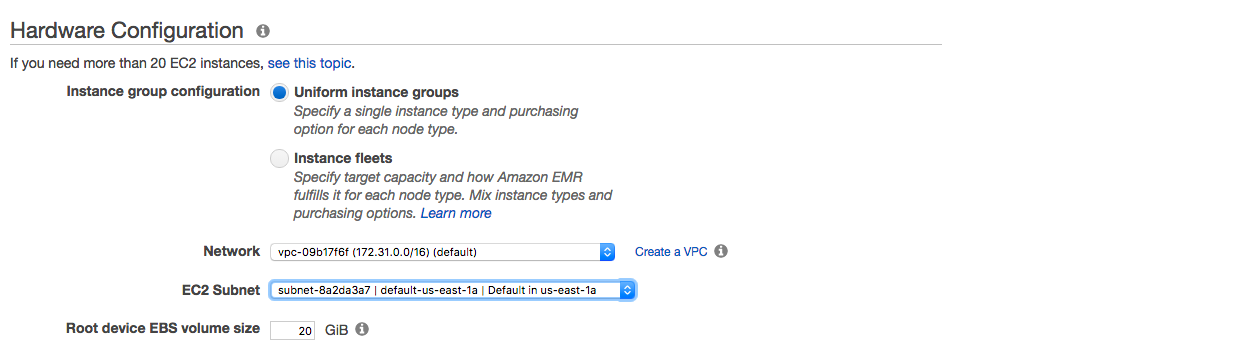 Hardware Configuration
If you need more than 20 EC2 instances, see this topic.
Instance group configuration Uniform instance groups
Specify a single instance type and purchasing
option for each node type.
Instance fleets
Specify target capacity and how Amazon EMR
fulfills it for each node type. Mix instance types and
purchasing options. Learn more
Network vpc-09b17f6f (172.31.0.0/16) (default) Create a VPC
EC2 Subnet subnet-8a2da3a7 | default-us-east-1a | Default in us-east-1a
Root device EBS volume size 20 GiB